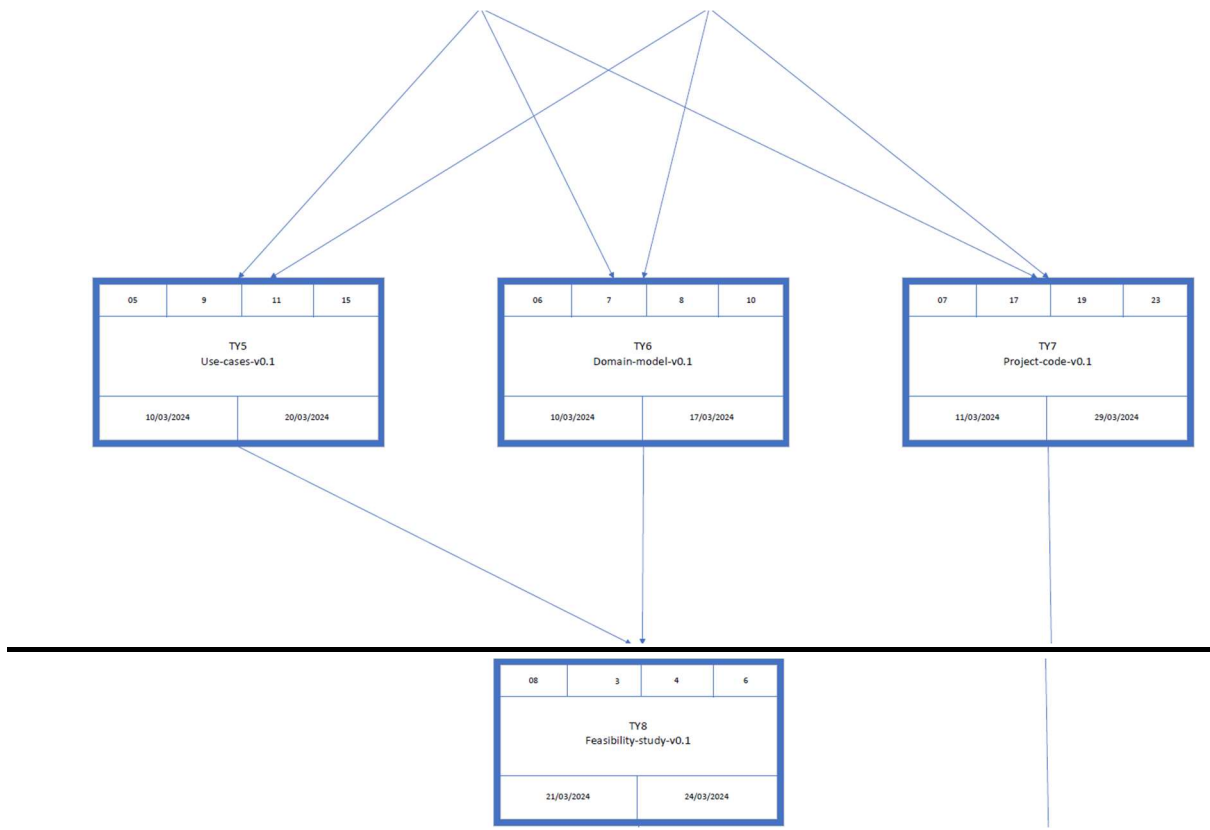 05 9 11 15
TY5
Use-cases-v0.1
10/03/2024 20/03/2024
06 7 8 10
TY6
Domain-model-v0.1
10/03/2024 17/03/2024
07 17 19 23
TY7
Project-code-v0.1
11/03/2024 29/03/2024
08 3 4 6
TY8
Feasibility-study-v0.1
21/03/2024 24/03/2024